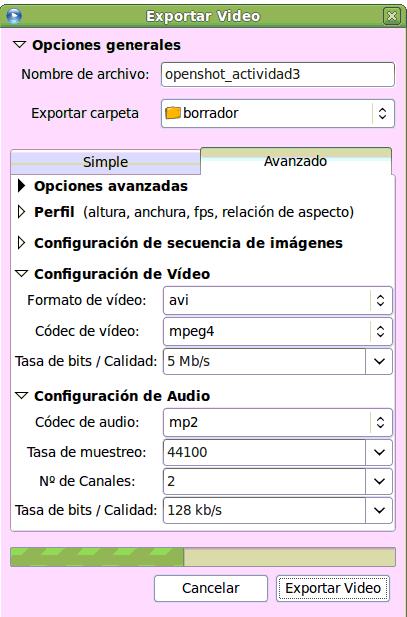 Exportar Video
Opciones generales
Nombre de archivo: openshot_actividad3
Exportar carpeta borrador
Simple Avanzado
Opciones avanzadas
Perfil (altura, anchura, fps, relación de aspecto)
Configuración de secuencia de imágenes
Configuración de Vídeo
Formato de vídeo: avi
Códec de vídeo: mpeg4
Tasa de bits / Calidad: 5 Mb/s
Configuración de Audio
Códec de audio: mp2
Tasa de muestreo: 44100
Nº de Canales: 2
Tasa de bits / Calidad: 128 kb/s
Cancelar Exportar Video